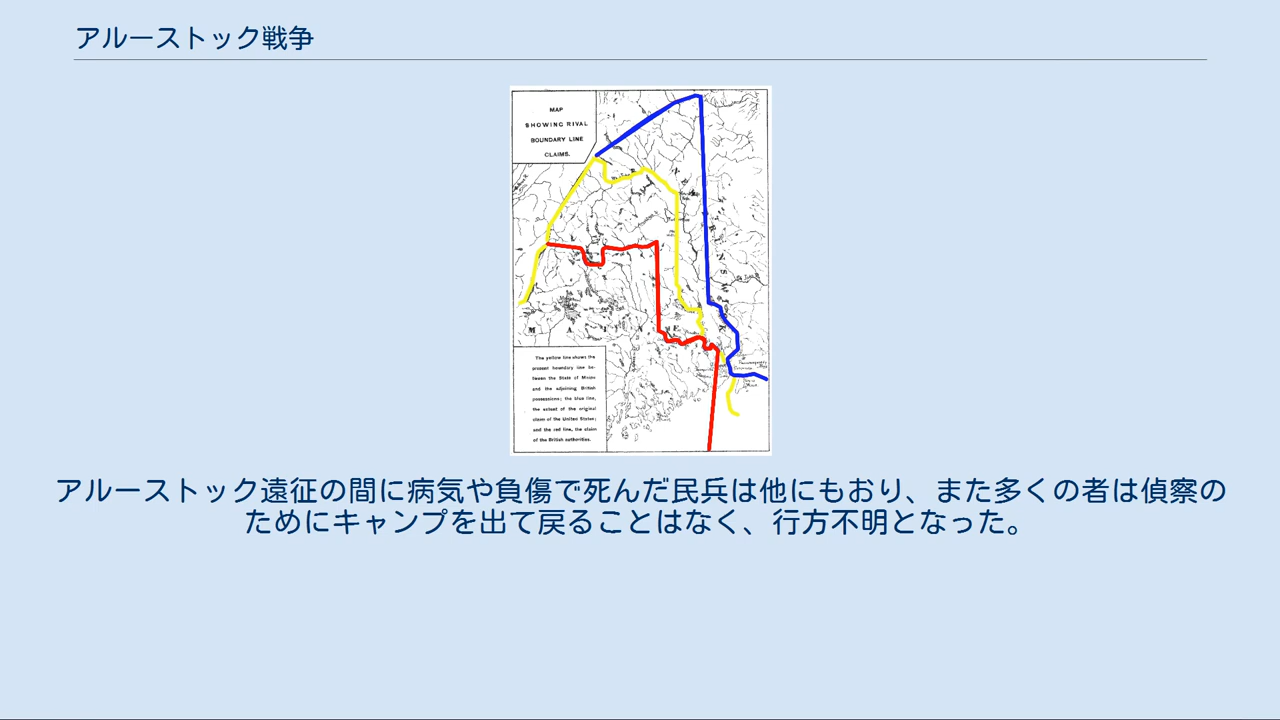 アルーストック戦争
MAP
SHOWING RIVAL
BOUNDARY LINE
CLAIMS.
M A I N E
The yellow line shows the
present boundary line be-
tween the State of Maine
and the adjoining British
possessions; the blue line,
the extent of the original
claim of the United States;
and the red line, the claim
of the British authorities.
アルーストック遠征の間に病気や負傷で死んだ民兵は他にもおり、また多くの者は偵察の
ためにキャンプを出て戻ることはなく、行方不明となった。